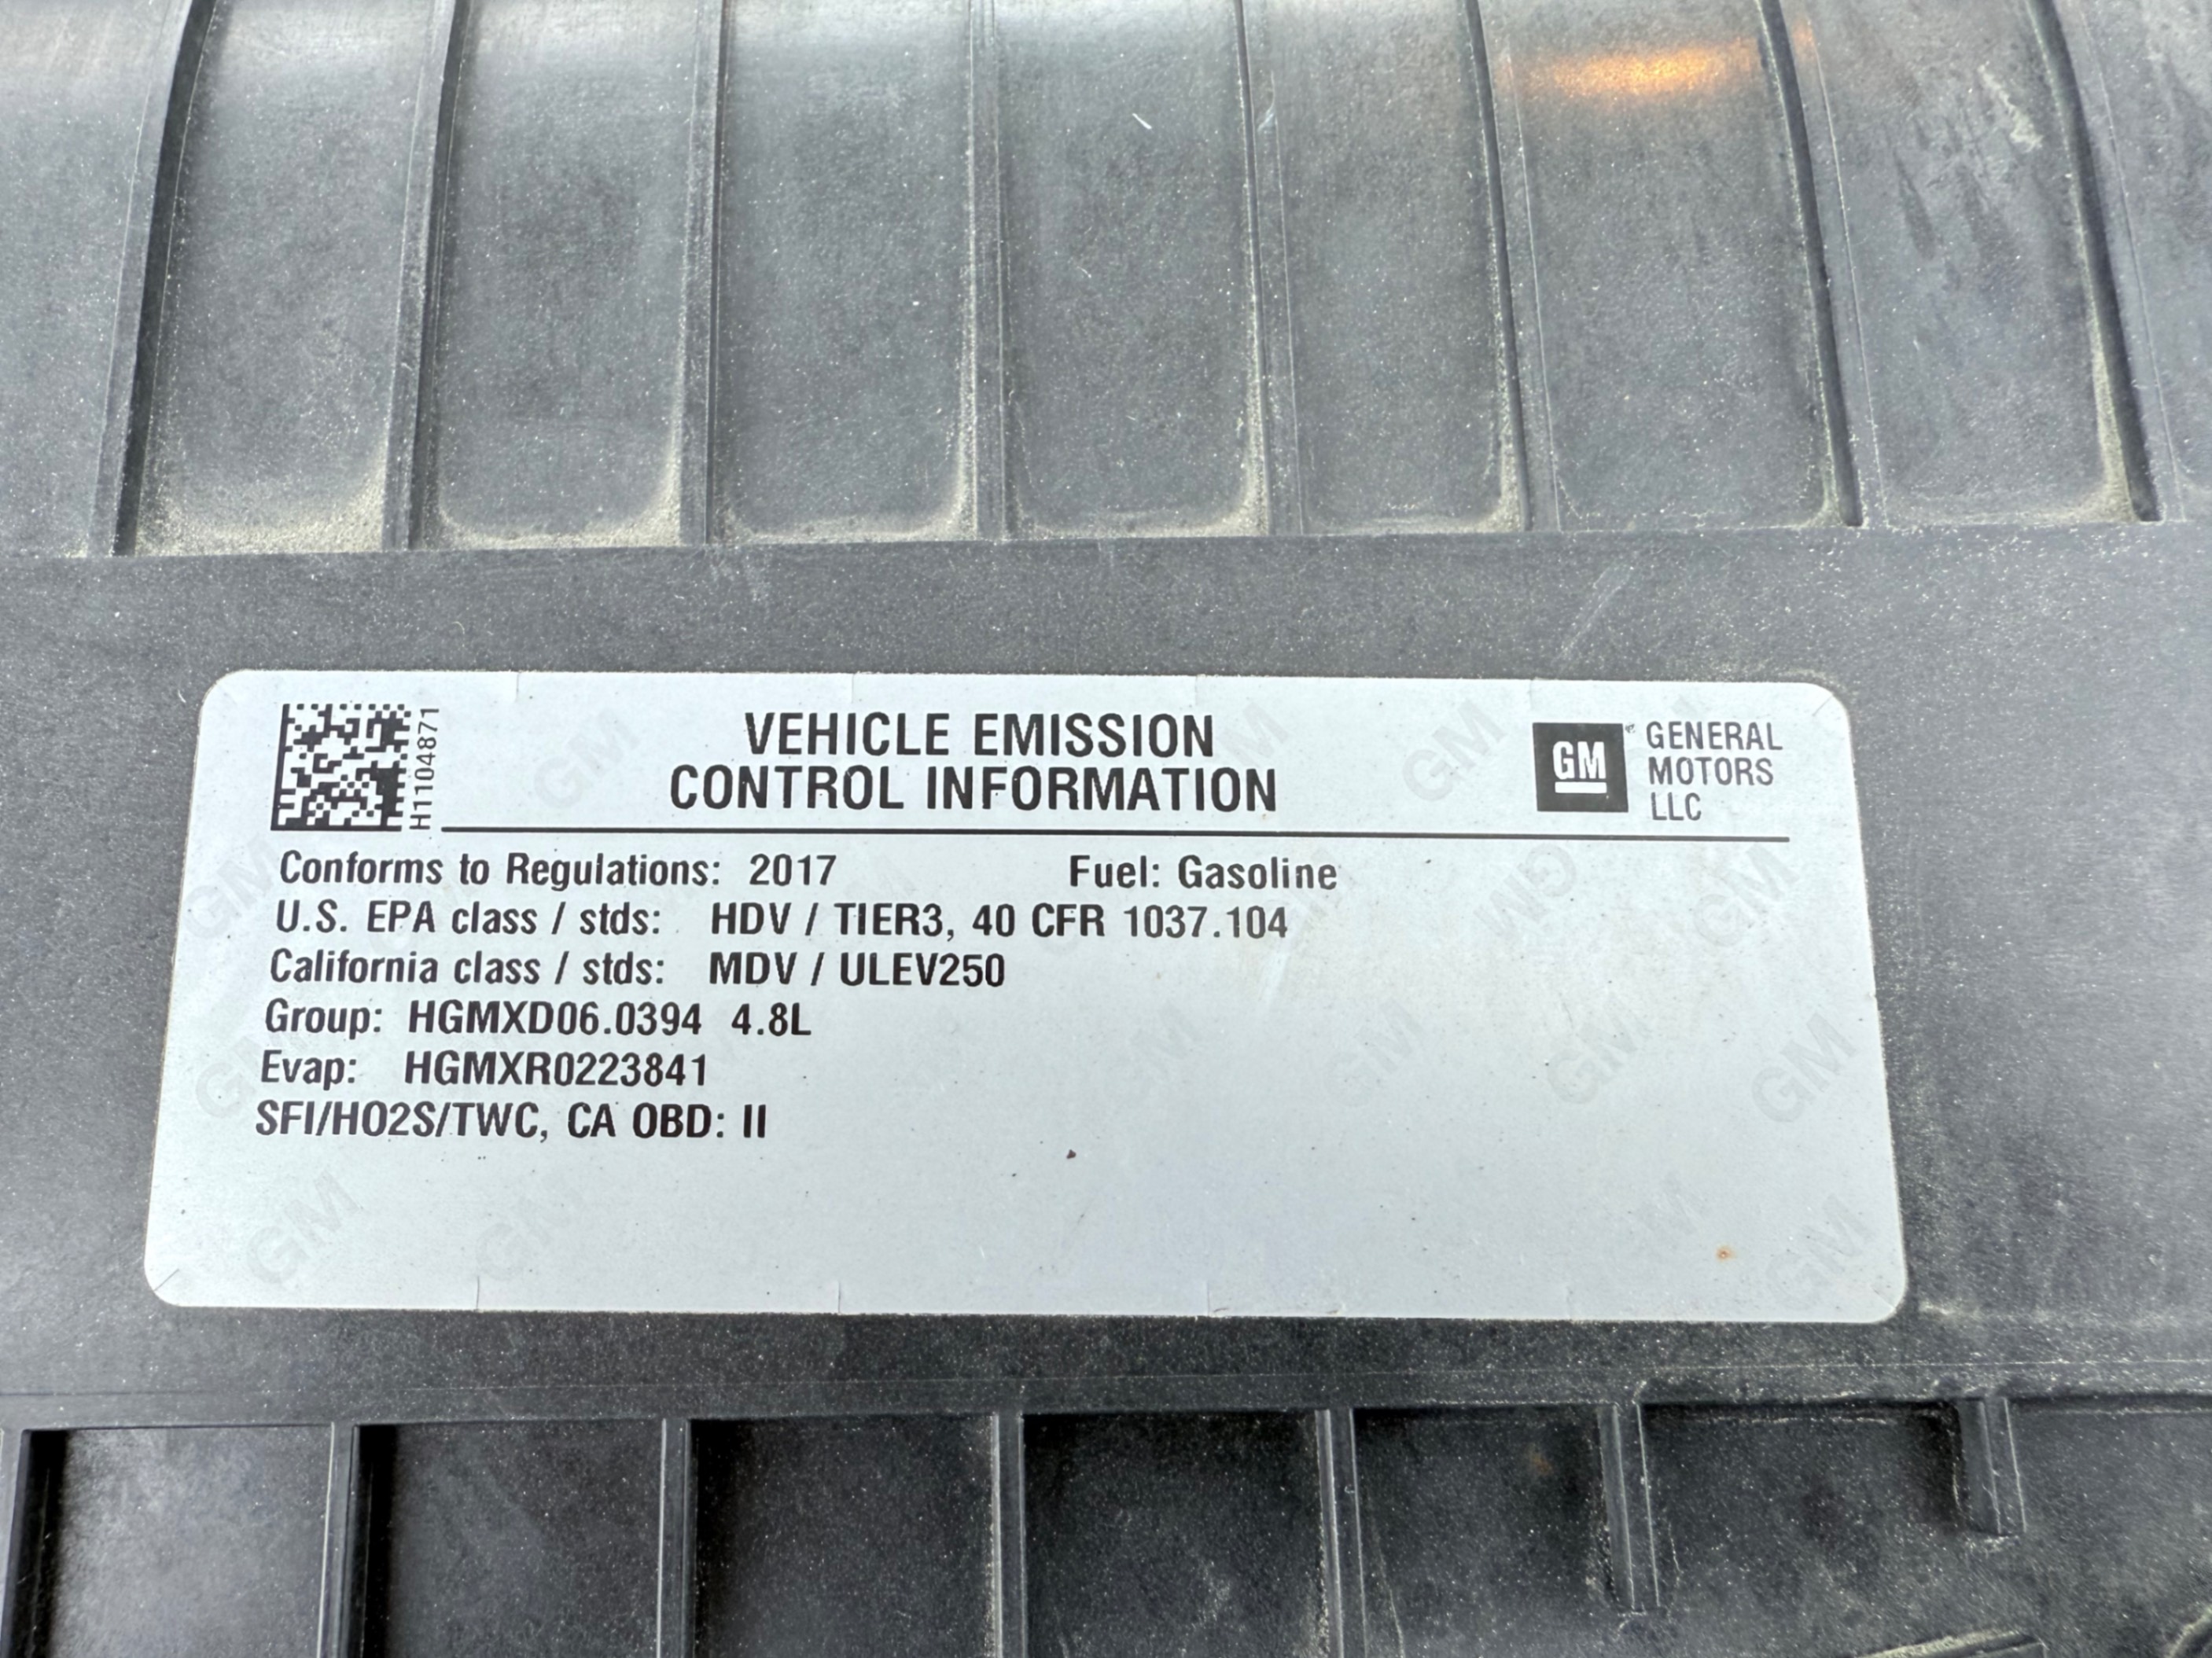 H1104871
VEHICLE EMISSION
CONTROL INFORMATION
GM
GENERAL
MOTORS
LLC
Conforms to Regulations: 2017 Fuel: Gasoline
U.S. EPA class / stds: HDV / TIER3, 40 CFR 1037.104
California class / stds: MDV / ULEV250
Group: HGMXD06.0394 4.8L
Evap: HGMXR0223841
SFI/HO2S/TWC, CA OBD: II